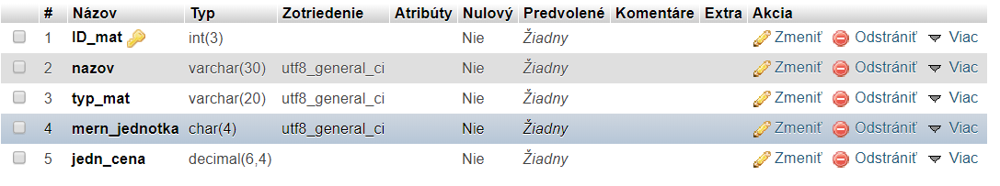 # Názov Typ Zotriedenie Atribúty Nulový Predvolené Komentáre Extra Akcia
1 ID_mat int(3) Nie Žiadny Zmeniť Odstrániť Viac
2 nazov varchar(30) utf8_general_ci Nie Žiadny Zmeniť Odstrániť Viac
3 typ_mat varchar(20) utf8_general_ci Nie Žiadny Zmeniť Odstrániť Viac
4 mern_jednotka char(4) utf8_general_ci Nie Žiadny Zmeniť Odstrániť Viac
5 jedn_cena decimal(6,4) Nie Žiadny Zmeniť Odstrániť Viac